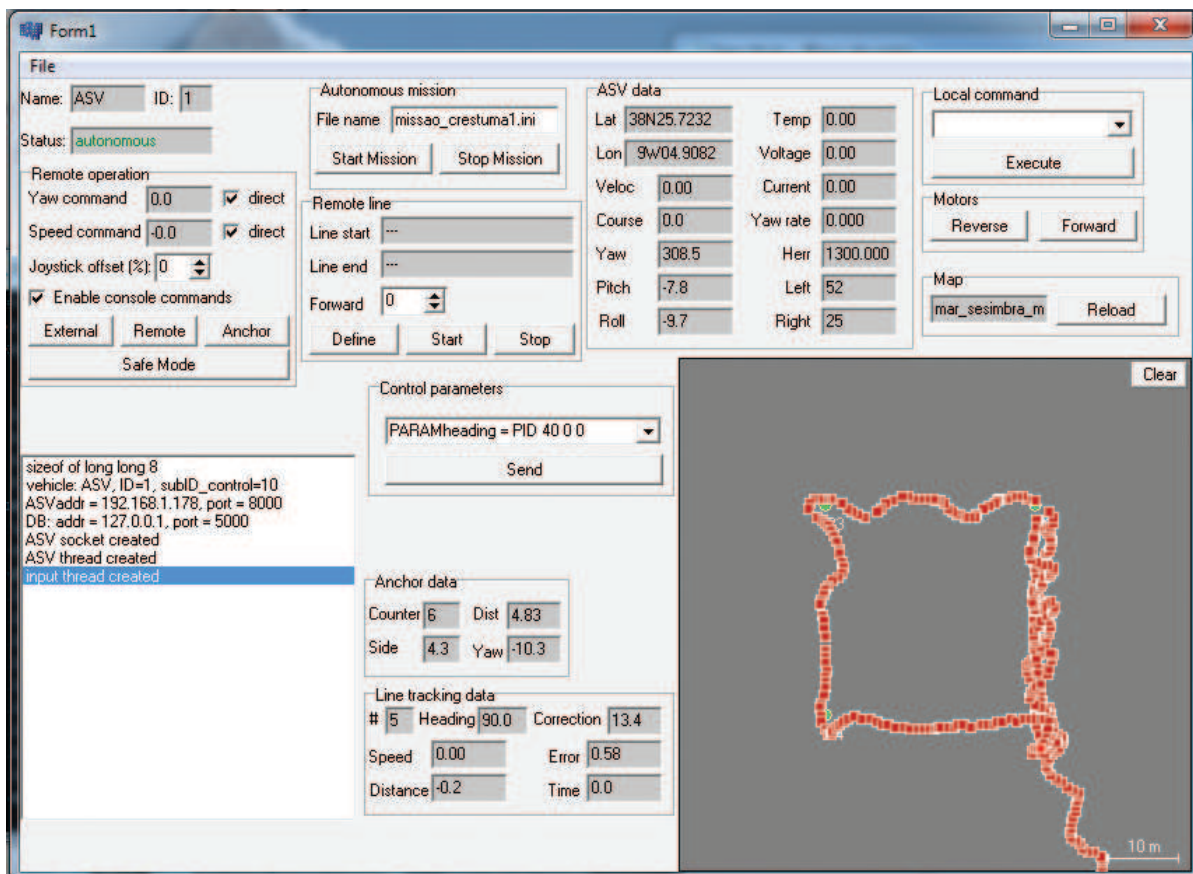 Form1
File
Name: ASV ID: 1
Status: autonomous
Remote operation
Yaw command 0.0 direct
Speed command -0.0 direct
Joystick offset (%): 0
Enable console commands
External Remote Anchor
Safe Mode
Autonomous mission
File name missao_crestuma1.ini
Start Mission Stop Mission
Remote line
Line start ---
Line end ---
Forward 0
Define Start Stop
ASV data
Lat 38N25.7232 Temp 0.00
Lon 9W04.9082 Voltage 0.00
Veloc 0.00 Current 0.00
Course 0.0 Yaw rate 0.000
Yaw 308.5 Herr 1300.000
Pitch -7.8 Left 52
Roll -9.7 Right 25
Local command
Execute
Motors
Reverse Forward
Map
mar_sesimbra_m Reload
Control parameters
PARAMheading = PID 40 0 0
Send
sizeof of long long 8
vehicle: ASV, ID=1, subID_control=10
ASVaddr = 192.168.1.178, port = 8000
DB: addr = 127.0.0.1, port = 5000
ASV socket created
ASV thread created
input thread created
Anchor data
Counter 6 Dist 4.83
Side 4.3 Yaw -10.3
Line tracking data
# 5 Heading 90.0 Correction 13.4
Speed 0.00 Error 0.58
Distance -0.2 Time 0.0
Clear
10 m